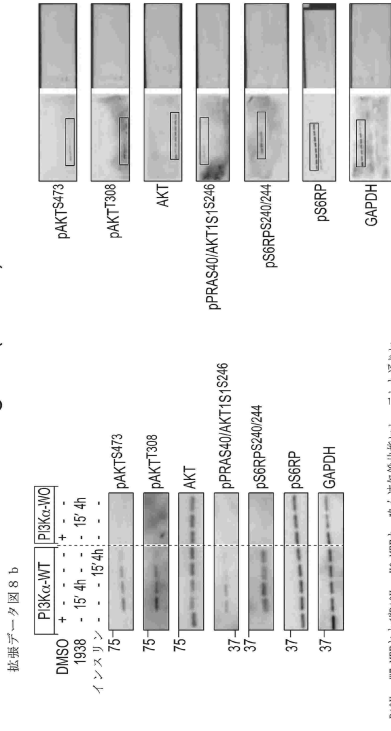 拡張データ図8 b
PI3Kα-WT PI3Kα-WO
DMSO + - - - - + - -
1938 - 15' 4h - - - 15' 4h
インスリン - - - 15' 4h - - -
75- pAKTS473
75- pAKTT308
75- AKT
37- pPRAS40/AKT1S1S246
37- pS6RPS240/244
pS6RP
37- GAPDH
pAKTS473
pAKTT308
AKT
pPRAS40/AKT1S1S246
pS6RPS240/244
pS6RP
GAPDH